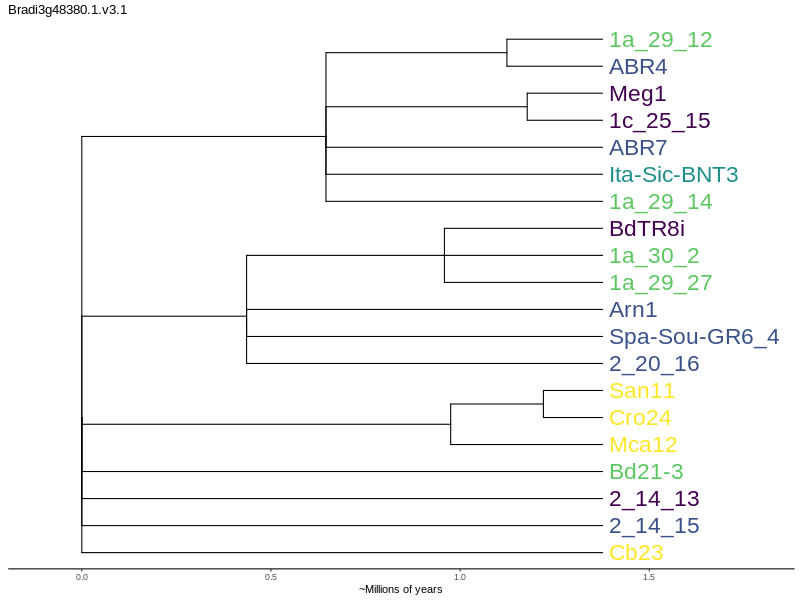 Bradi3g48380.1.v3.1
1a_29_12
ABR4
Meg1
1c_25_15
ABR7
Ita-Sic-BNT3
1a_29_14
BdTR8i
1a_30_2
1a_29_27
Arn1
Spa-Sou-GR6_4
2_20_16
San11
Cro24
Mca12
Bd21-3
2_14_13
2_14_15
Cb23
0.0 0.5 1.0 1.5
~Millions of years